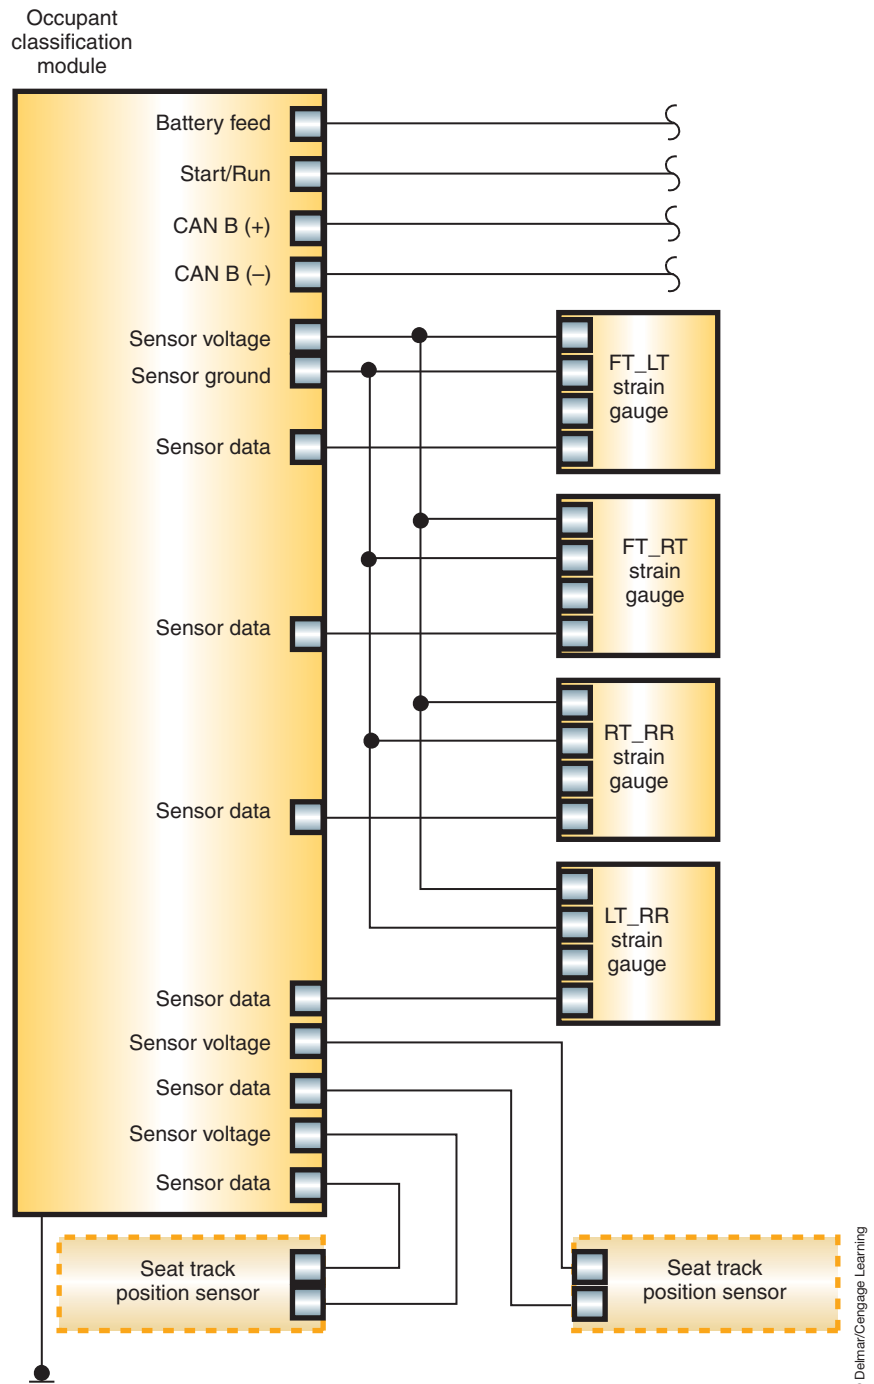 Occupant
classification
module
Battery feed
Start/Run
CAN B (+)
CAN B (–)
Sensor voltage
Sensor ground
Sensor data
FT_LT
strain
gauge
Sensor data
FT_RT
strain
gauge
Sensor data
RT_RR
strain
gauge
Sensor data
LT_RR
strain
gauge
Sensor voltage
Sensor data
Sensor voltage
Sensor data
Seat track
position sensor
Seat track
position sensor
Delmar/Cengage Learning